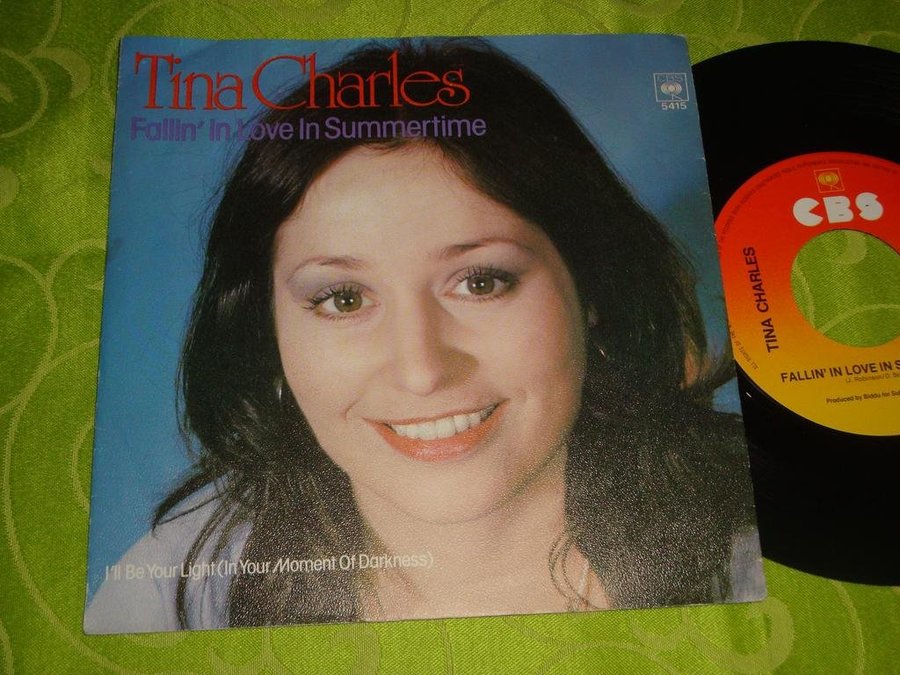 Tina Charles
Fallin' In Love In Summertime
CBS
5415
I'll Be Your Light (In Your Moment Of Darkness)
CBS
TINA CHARLES
FALLIN' IN LOVE IN S
Produced by Biddu for